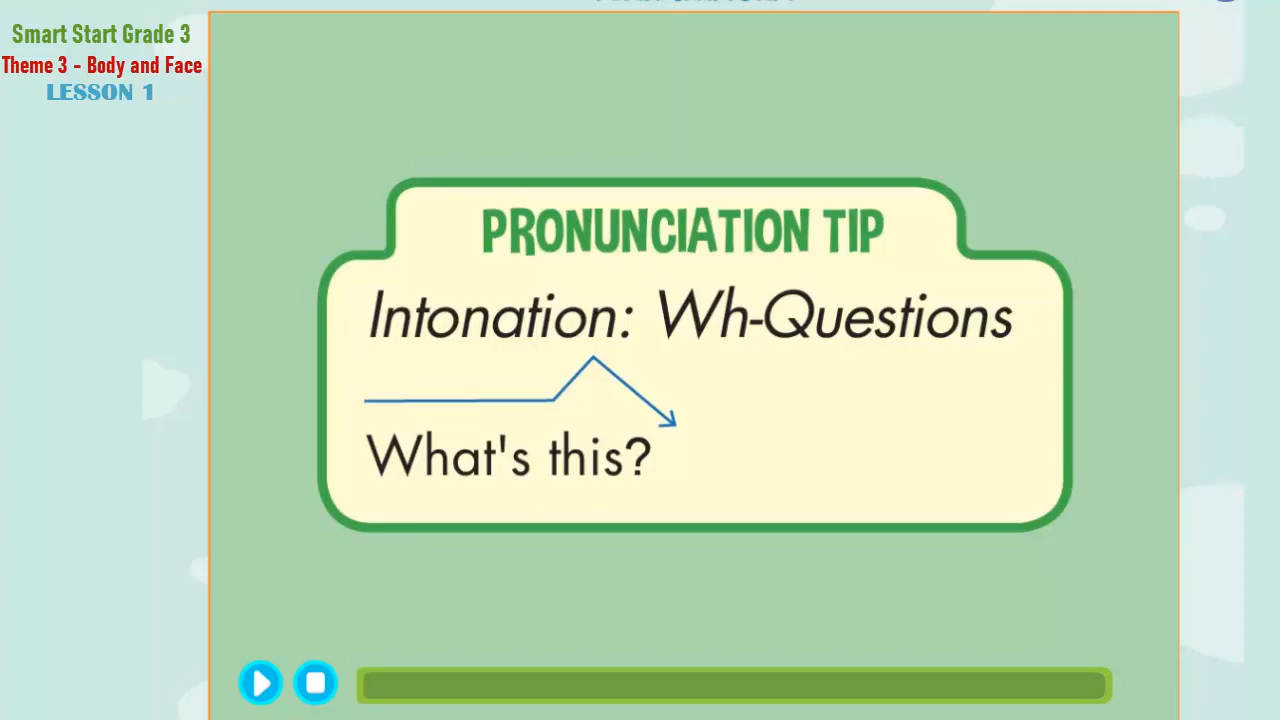 Smart Start Grade 3
Theme 3 - Body and Face
LESSON 1
PRONUNCIATION TIP
Intonation: Wh-Questions
What's this?